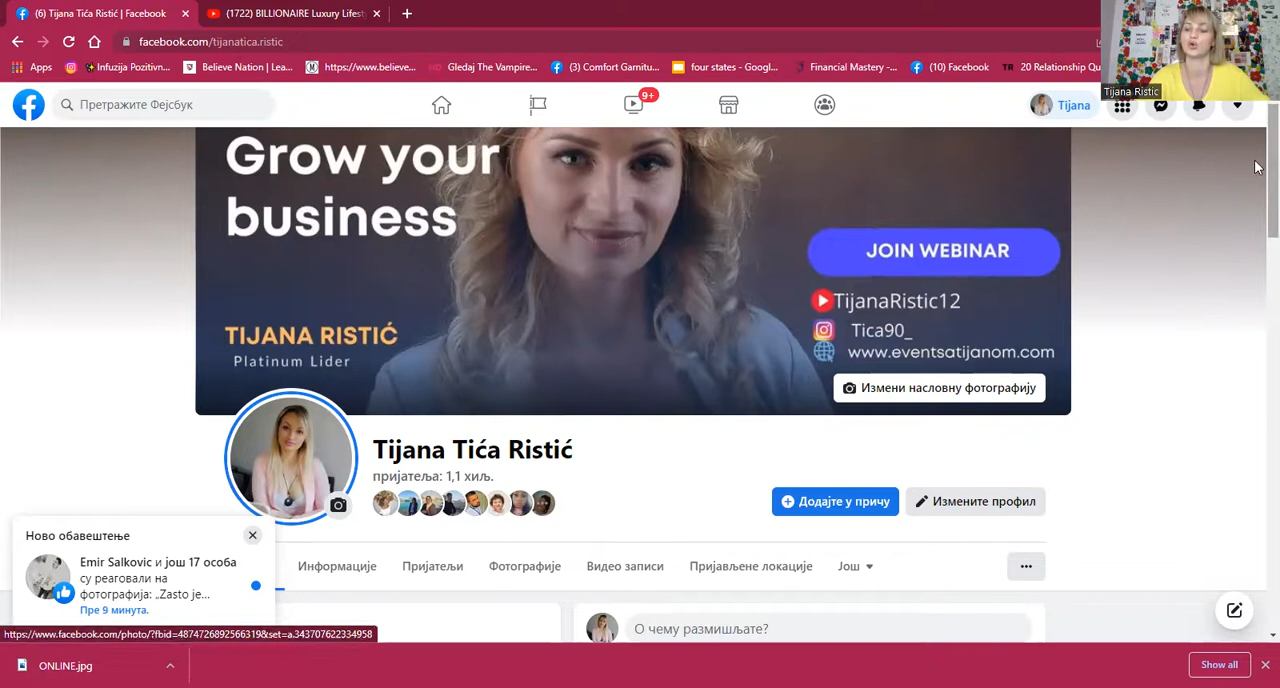 (6) Tijana Tića Ristić | Facebook
(1722) BILLIONAIRE Luxury Lifest
facebook.com/tijanatica.ristic
Apps
Infuzija Pozitivn...
Believe Nation | Lea...
https://www.believe...
Gledaj The Vampire...
(3) Comfort Garnitu...
four states - Googl...
Financial Mastery -...
(10) Facebook
20 Relationship Qu
Tijana Ristic
Претражите Фејсбук
9+
Tijana
Grow your
business
JOIN WEBINAR
TijanaRistic12
Tica90_
www.eventsatijanom.com
TIJANA RISTIĆ
Platinum Lider
Измени насловну фотографију
Tijana Tića Ristić
пријатеља: 1,1 хиљ.
Додајте у причу
Измените профил
Ново обавештење
Emir Salkovic и још 17 особа
су реаговали на
фотографија: „Zasto je...
Пре 9 минута.
Информације
Пријатељи
Фотографије
Видео записи
Пријављене локације
Још
О чему размишљате?
https://www.facebook.com/photo/?fbid=4874726892566319&set=a.343707622334958
ONLINE.jpg
Show all